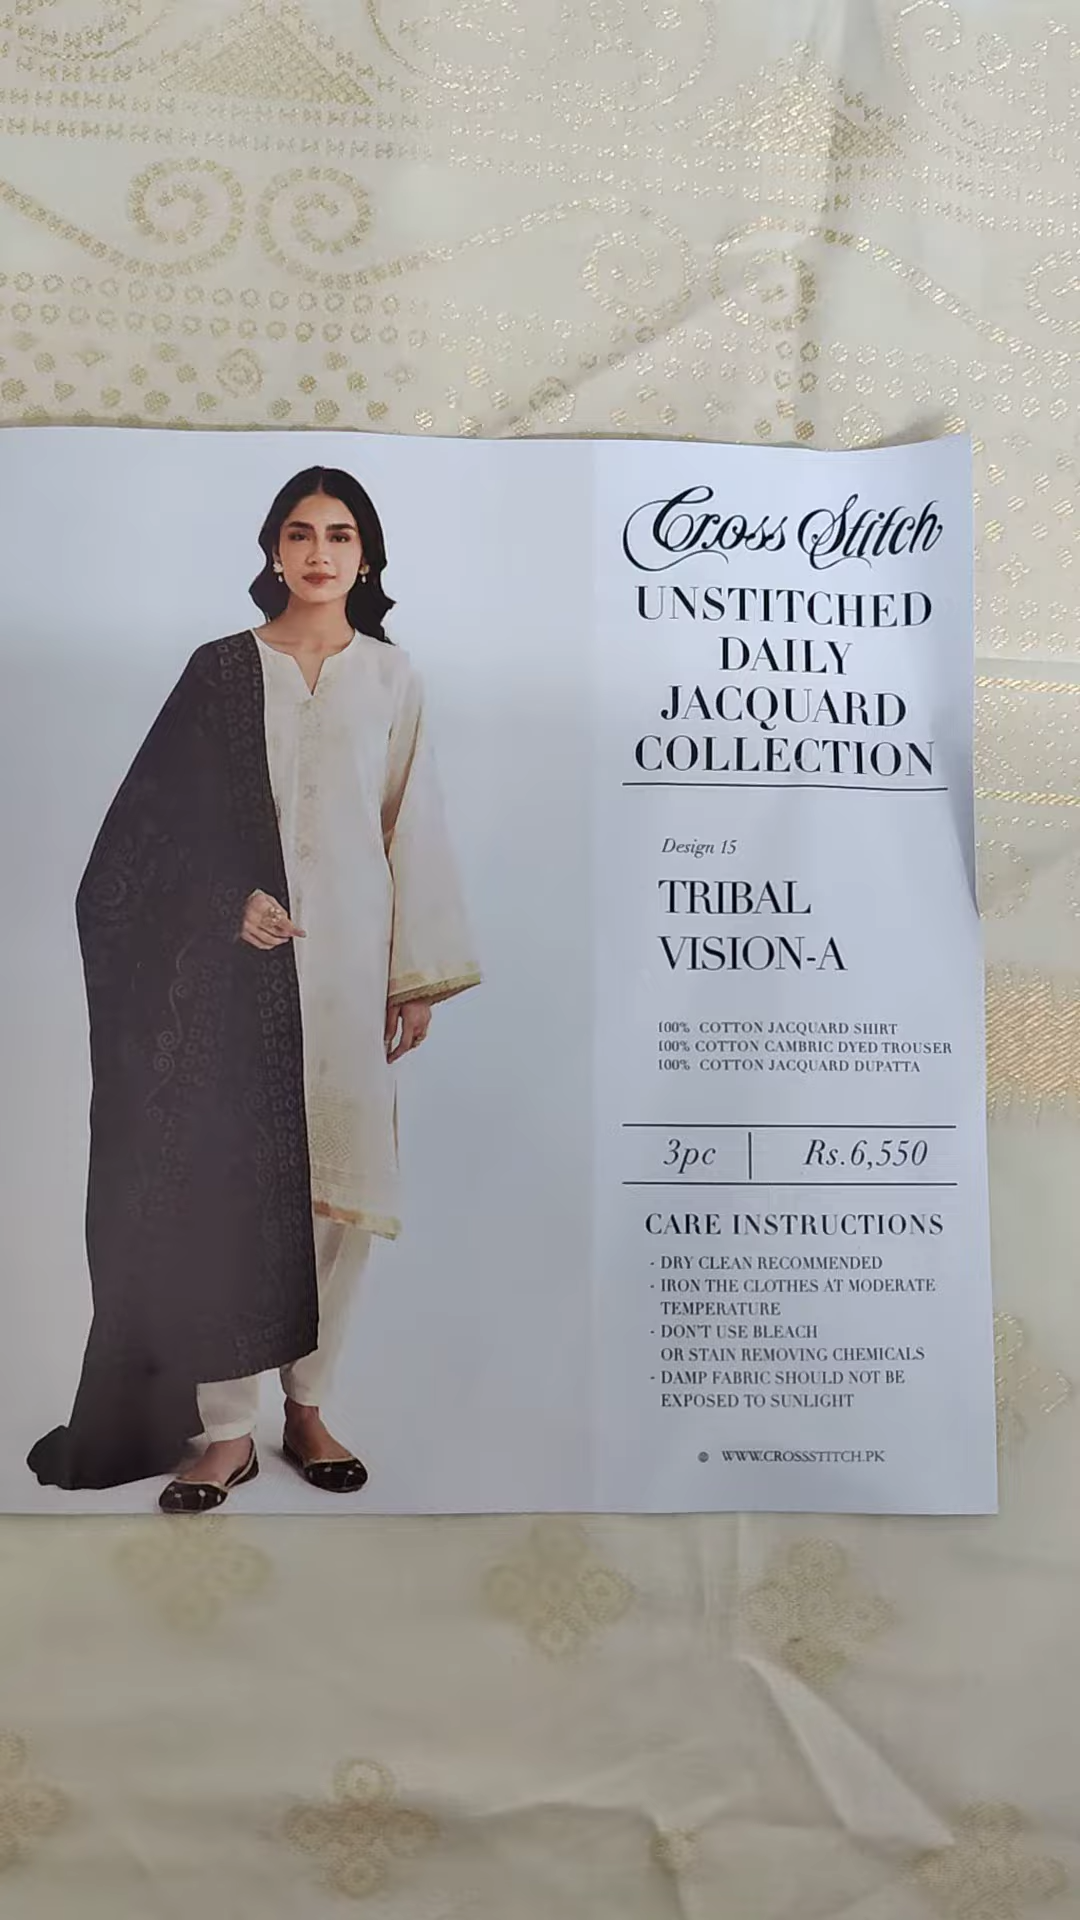 Cross Stitch
UNSTITCHED
DAILY
JACQUARD
COLLECTION
Design 15
TRIBAL
VISION-A
100% COTTON JACQUARD SHIRT
100% COTTON CAMBRIC DYED TROUSER
100% COTTON JACQUARD DUPATTA
3pc | Rs.6,550
CARE INSTRUCTIONS
- DRY CLEAN RECOMMENDED
- IRON THE CLOTHES AT MODERATE
TEMPERATURE
- DON'T USE BLEACH
OR STAIN REMOVING CHEMICALS
- DAMP FABRIC SHOULD NOT BE
EXPOSED TO SUNLIGHT
WWW.CROSSSTITCH.PK